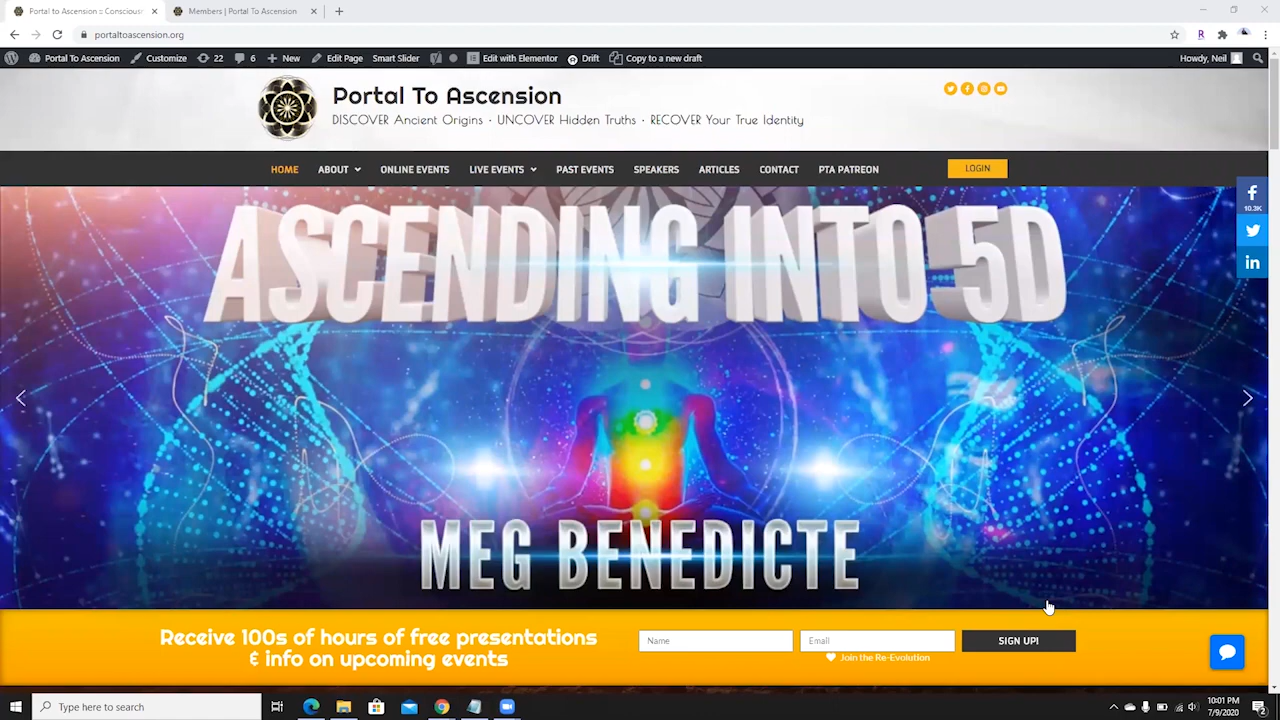 Portal to Ascension :: Conscious
Members | Portal To Ascension
portaltoascension.org
R
Portal To Ascension
Customize
22
6
New
Edit Page
Smart Slider
Edit with Elementor
Drift
Copy to a new draft
Howdy, Neil
Portal To Ascension
DISCOVER Ancient Origins · UNCOVER Hidden Truths · RECOVER Your True Identity
HOME
ABOUT
ONLINE EVENTS
LIVE EVENTS
PAST EVENTS
SPEAKERS
ARTICLES
CONTACT
PTA PATREON
LOGIN
10.3K
ASCENDING INTO 5D
MEG BENEDICTE
Receive 100s of hours of free presentations
& info on upcoming events
Name
Email
SIGN UP!
Join the Re-Evolution
Type here to search
10:01 PM
7/9/2020
2